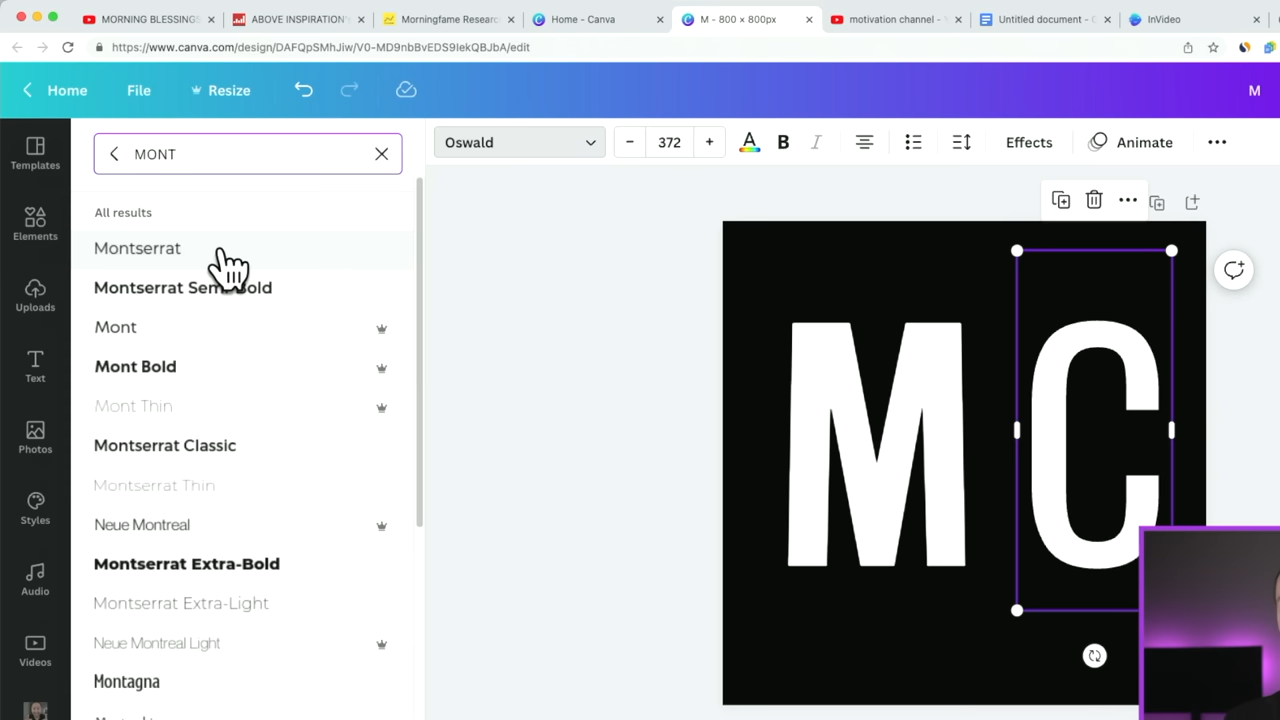 MORNING BLESSINGS
ABOVE INSPIRATION'S
Morningfame Resear
Home - Canva
M - 800 × 800px
motivation channel -
Untitled document -
InVideo
https://www.canva.com/design/DAFQpSMhJiw/V0-MD9nbBvEDS9IekQBJbA/edit
Home
File
Resize
M
MONT
Oswald
372
B
I
Effects
Animate
Templates
Elements
Uploads
Text
Photos
Styles
Audio
Videos
All results
Montserrat
Montserrat Semi-Bold
Mont
Mont Bold
Mont Thin
Montserrat Classic
Montserrat Thin
Neue Montreal
Montserrat Extra-Bold
Montserrat Extra-Light
Neue Montreal Light
Montagna
M C